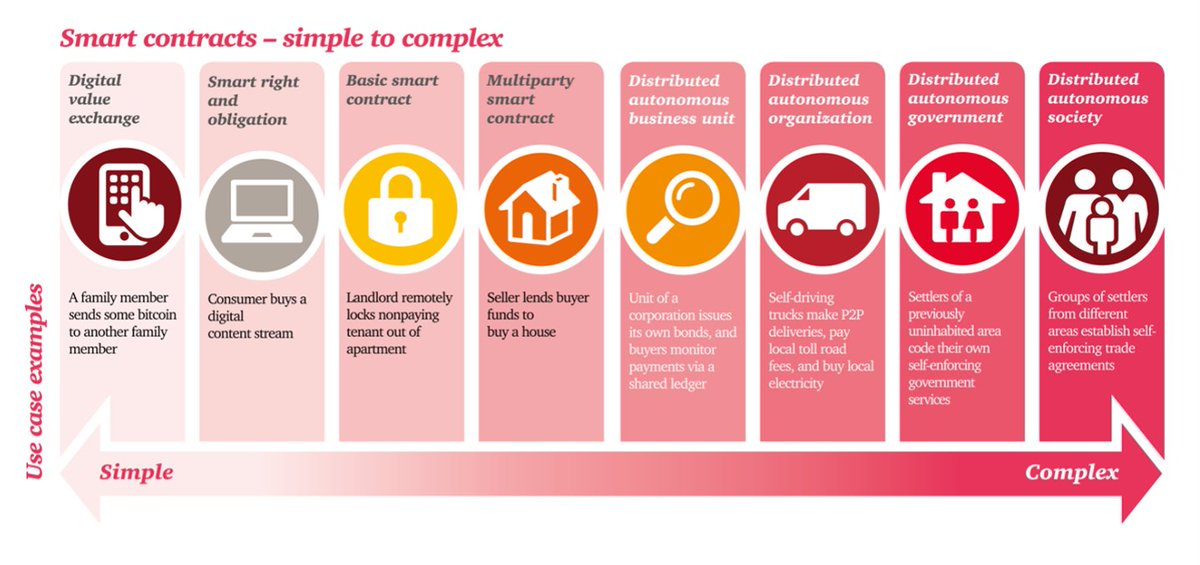 Smart contracts – simple to complex
Digital
value
exchange
A family member
sends some bitcoin
to another family
member
Smart right
and
obligation
Consumer buys a
digital
content stream
Basic smart
contract
Landlord remotely
locks nonpaying
tenant out of
apartment
Multiparty
smart
contract
Seller lends buyer
funds to
buy a house
Distributed
autonomous
business unit
Unit of a
corporation issues
its own bonds, and
buyers monitor
payments via a
shared ledger
Distributed
autonomous
organization
Self-driving
trucks make P2P
deliveries, pay
local toll road
fees, and buy local
electricity
Distributed
autonomous
government
Settlers of a
previously
uninhabited area
code their own
self-enforcing
government
services
Distributed
autonomous
society
Groups of settlers
from different
areas establish self-
enforcing trade
agreements
Use case examples
Simple
Complex